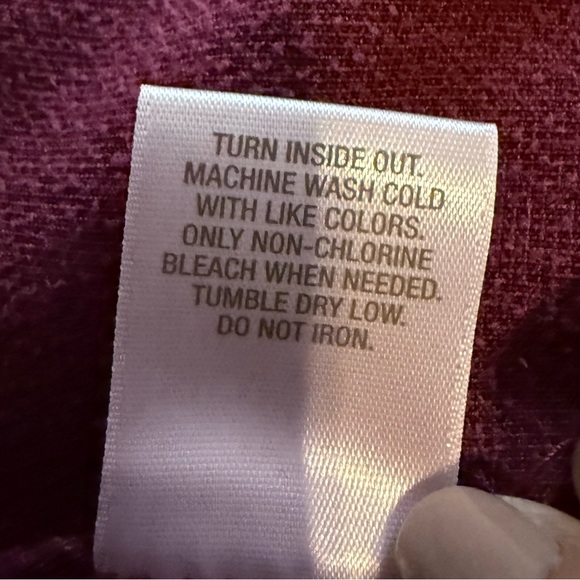 TURN INSIDE OUT.
MACHINE WASH COLD
WITH LIKE COLORS.
ONLY NON-CHLORINE
BLEACH WHEN NEEDED.
TUMBLE DRY LOW.
DO NOT IRON.